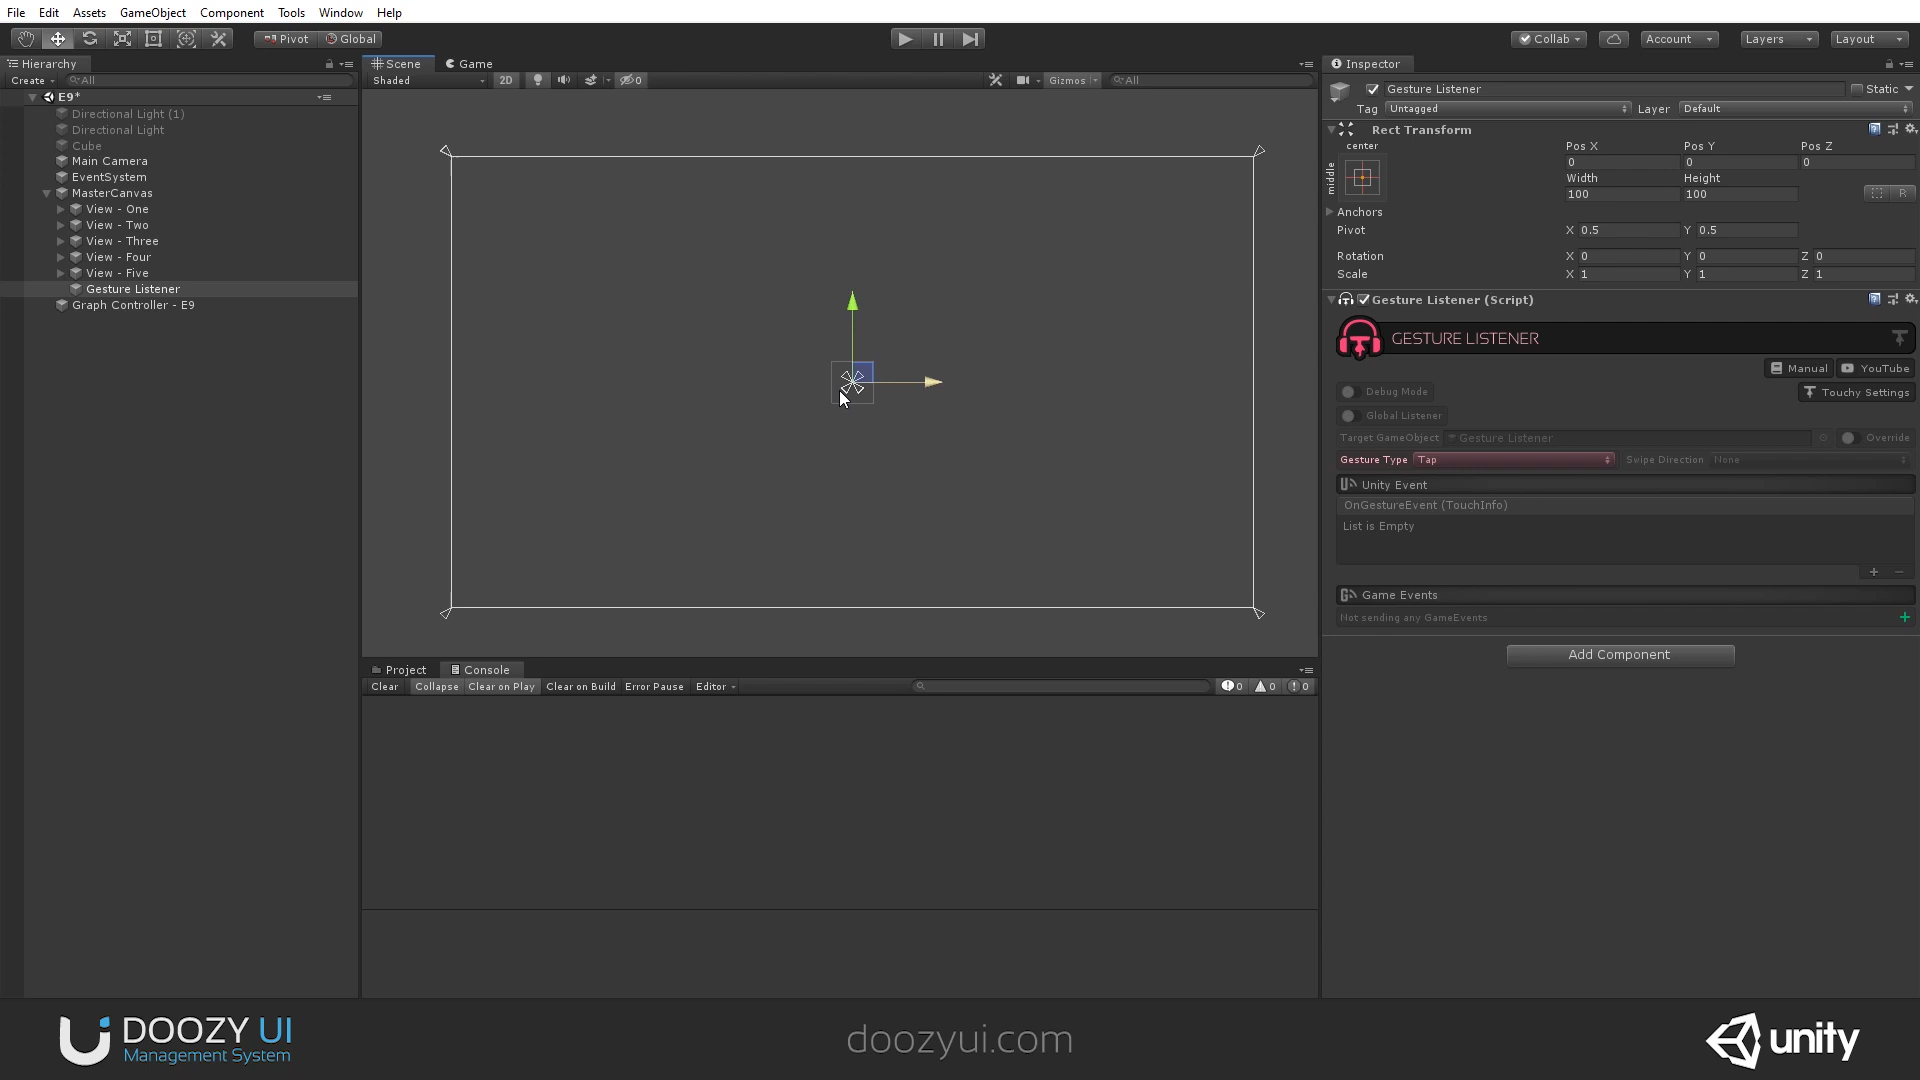 File Edit Assets GameObject Component Tools Window Help
Pivot Global Collab Account Layers Layout
Hierarchy
Create All
E9*
Directional Light (1)
Directional Light
Cube
Main Camera
EventSystem
MasterCanvas
View - One
View - Two
View - Three
View - Four
View - Five
Gesture Listener
Graph Controller - E9
Scene Game
Shaded 2D 0 Gizmos All
Project Console
Clear Collapse Clear on Play Clear on Build Error Pause Editor 0 0 0
Inspector
Gesture Listener Static
Tag Untagged Layer Default
Rect Transform
center Pos X Pos Y Pos Z
middle 0 0 0
Width Height
100 100 R
Anchors
Pivot X 0.5 Y 0.5
Rotation X 0 Y 0 Z 0
Scale X 1 Y 1 Z 1
Gesture Listener (Script)
GESTURE LISTENER
Manual YouTube
Debug Mode Touchy Settings
Global Listener
Target GameObject Gesture Listener Override
Gesture Type Tap Swipe Direction None
Unity Event
OnGestureEvent (TouchInfo)
List is Empty
+ -
Game Events
Not sending any GameEvents +
Add Component
DOOZY UI
Management System
doozyui.com
unity